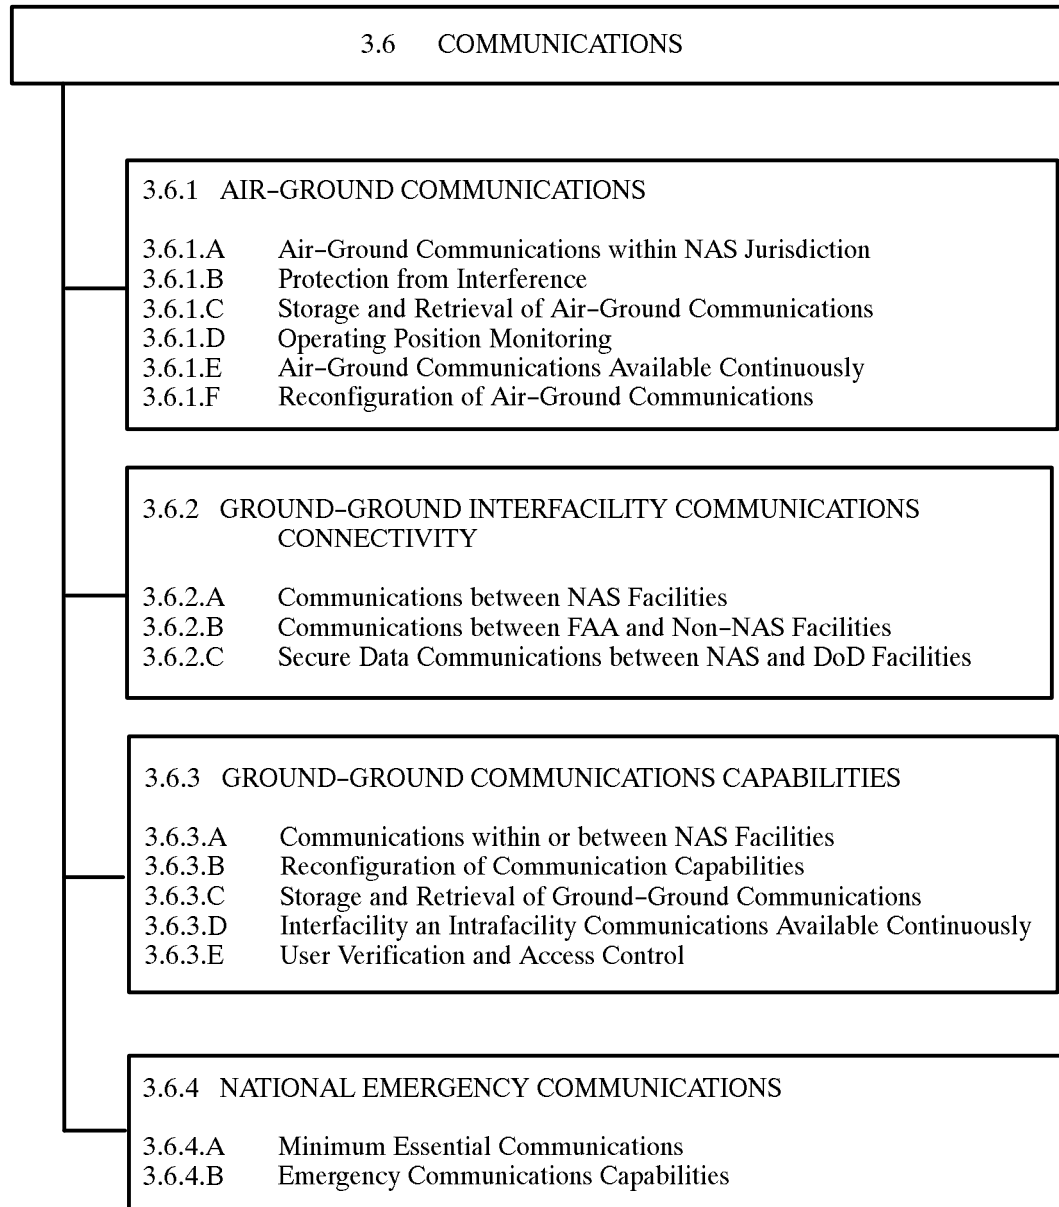 3.6 COMMUNICATIONS
3.6.1 AIR–GROUND COMMUNICATIONS
3.6.1.A Air–Ground Communications within NAS Jurisdiction
3.6.1.B Protection from Interference
3.6.1.C Storage and Retrieval of Air–Ground Communications
3.6.1.D Operating Position Monitoring
3.6.1.E Air–Ground Communications Available Continuously
3.6.1.F Reconfiguration of Air–Ground Communications
3.6.2 GROUND–GROUND INTERFACILITY COMMUNICATIONS
CONNECTIVITY
3.6.2.A Communications between NAS Facilities
3.6.2.B Communications between FAA and Non–NAS Facilities
3.6.2.C Secure Data Communications between NAS and DoD Facilities
3.6.3 GROUND–GROUND COMMUNICATIONS CAPABILITIES
3.6.3.A Communications within or between NAS Facilities
3.6.3.B Reconfiguration of Communication Capabilities
3.6.3.C Storage and Retrieval of Ground–Ground Communications
3.6.3.D Interfacility an Intrafacility Communications Available Continuously
3.6.3.E User Verification and Access Control
3.6.4 NATIONAL EMERGENCY COMMUNICATIONS
3.6.4.A Minimum Essential Communications
3.6.4.B Emergency Communications Capabilities